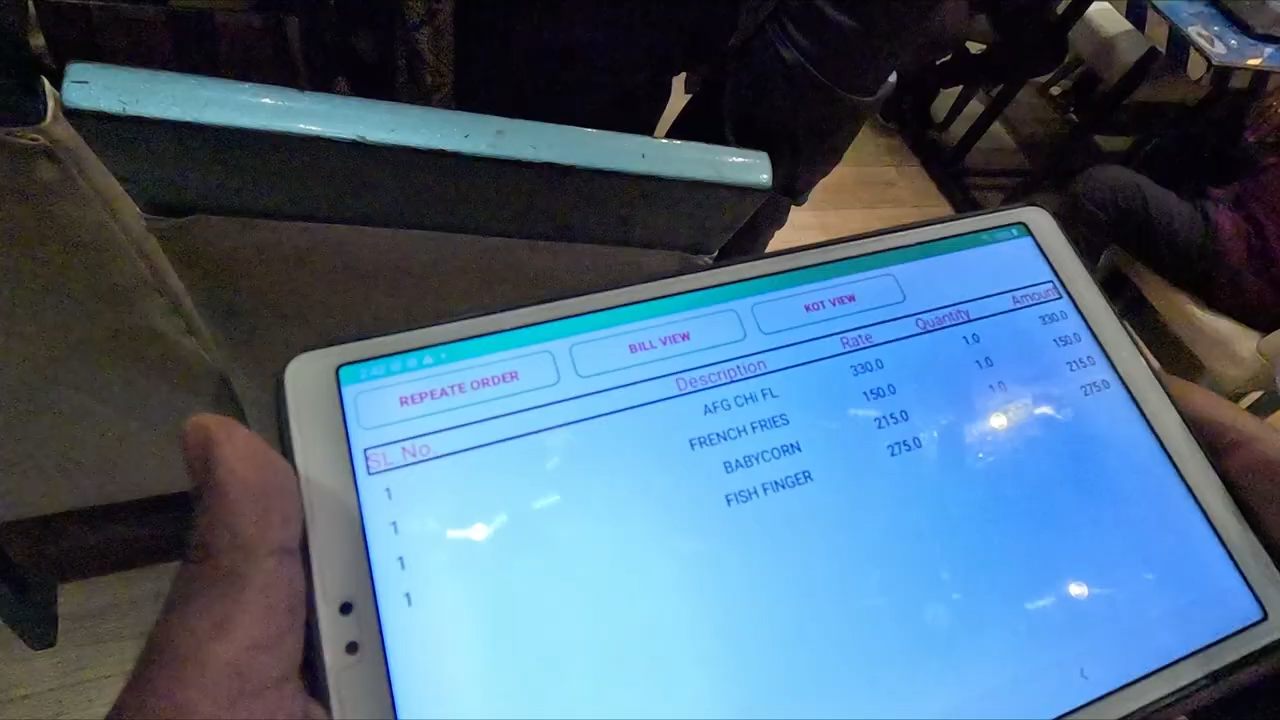 2:42
REPEATE ORDER BILL VIEW KOT VIEW
SL No Description Rate Quantity Amount
1 AFG CHI FL 330.0 1.0 330.0
1 FRENCH FRIES 150.0 1.0 150.0
1 BABYCORN 215.0 1.0 215.0
1 FISH FINGER 275.0 275.0